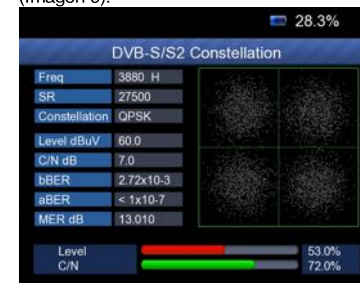 (Imagen 6).
28.3%
DVB-S/S2 Constellation
Freq 3880 H
SR 27500
Constellation QPSK
Level dBuV 60.0
C/N dB 7.0
bBER 2.72x10-3
aBER < 1x10-7
MER dB 13.010
Level 53.0%
C/N 72.0%